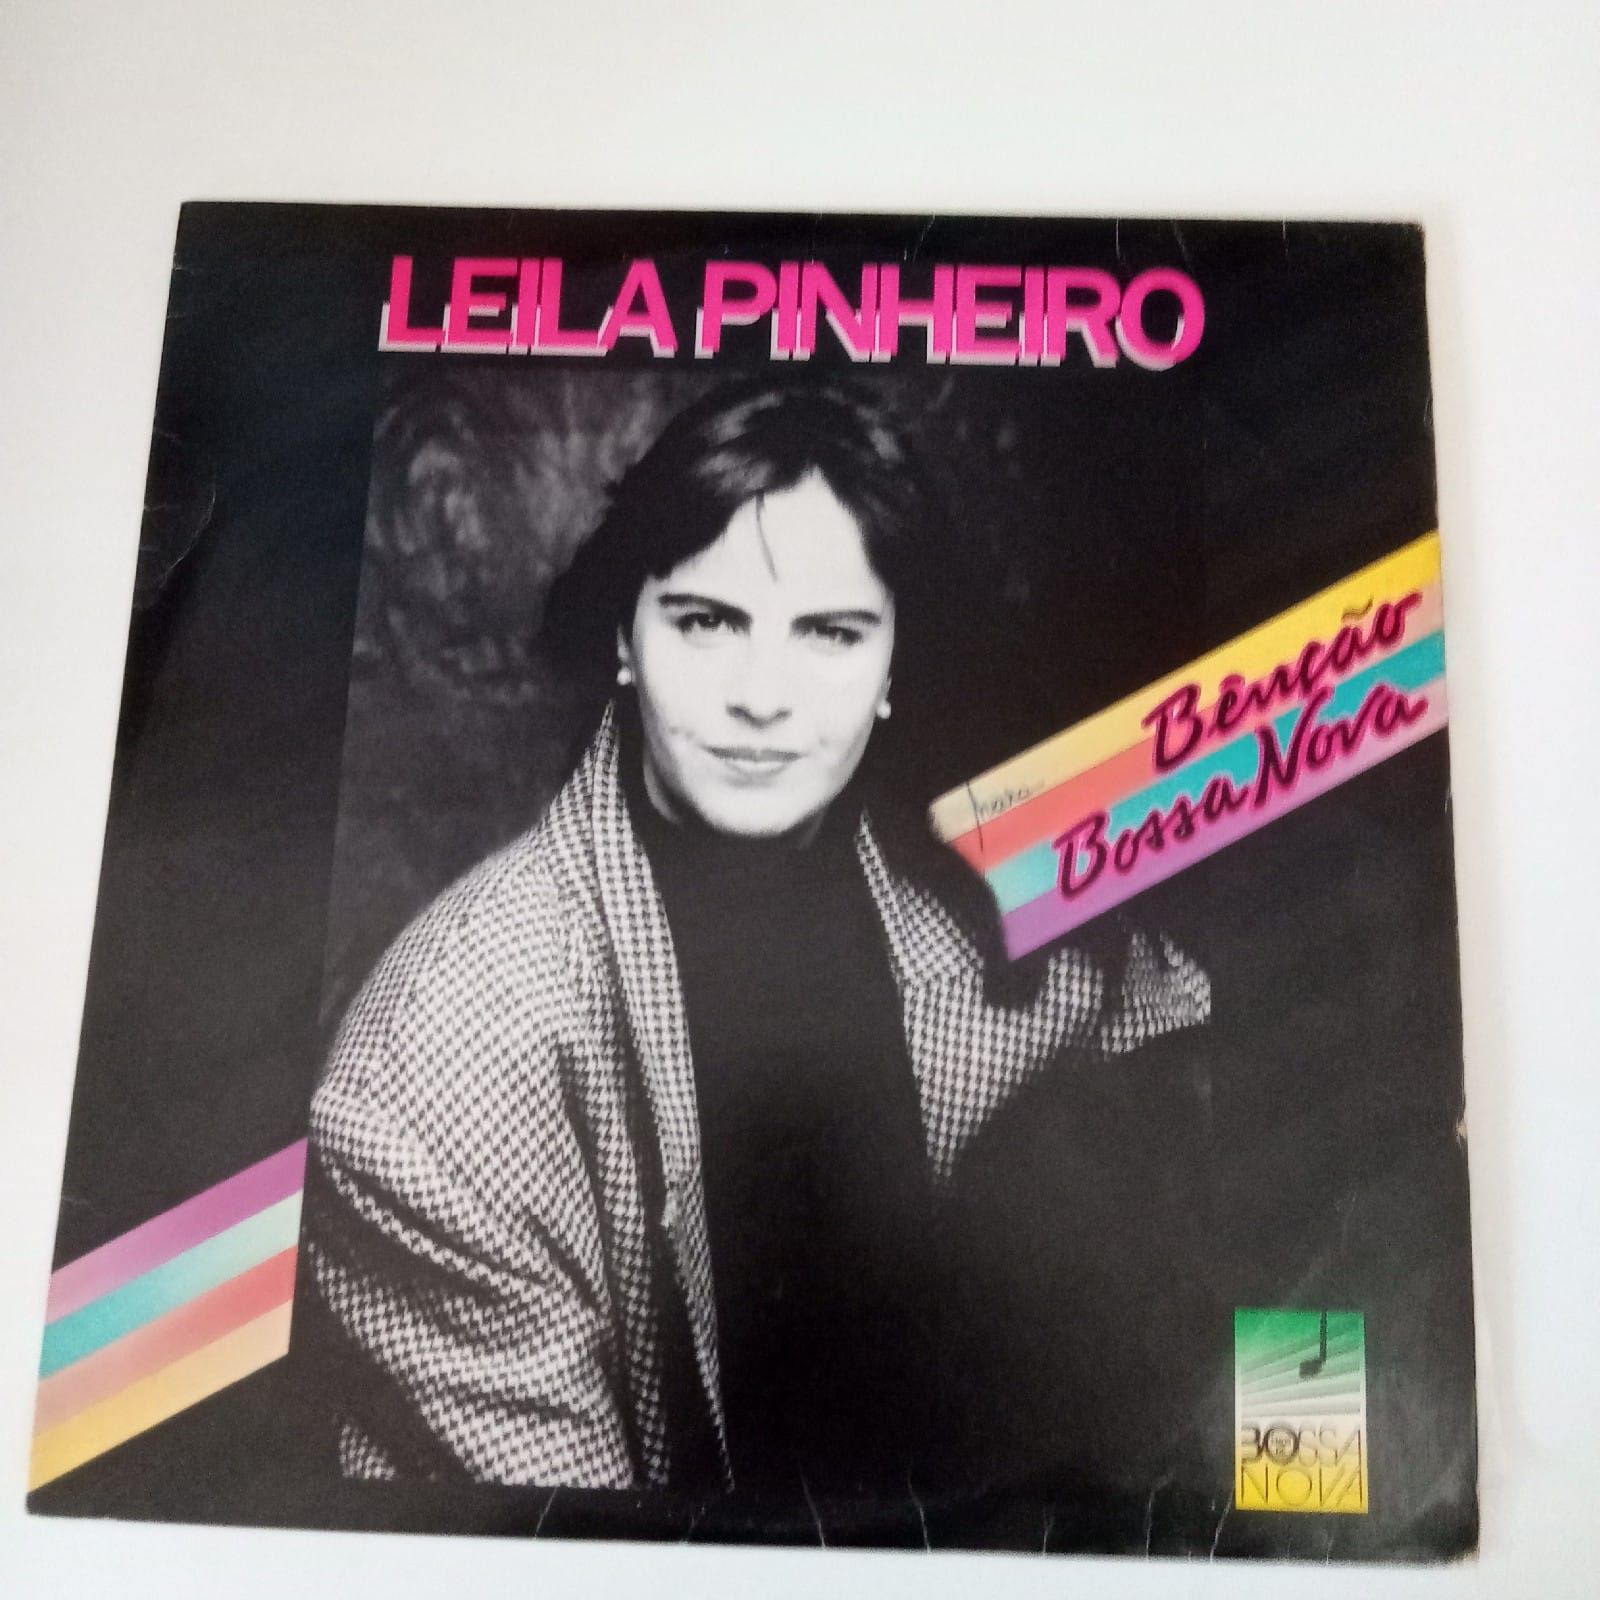 LEILA PINHEIRO
Bênção
Bossa Nova
BOSSA
NOVA